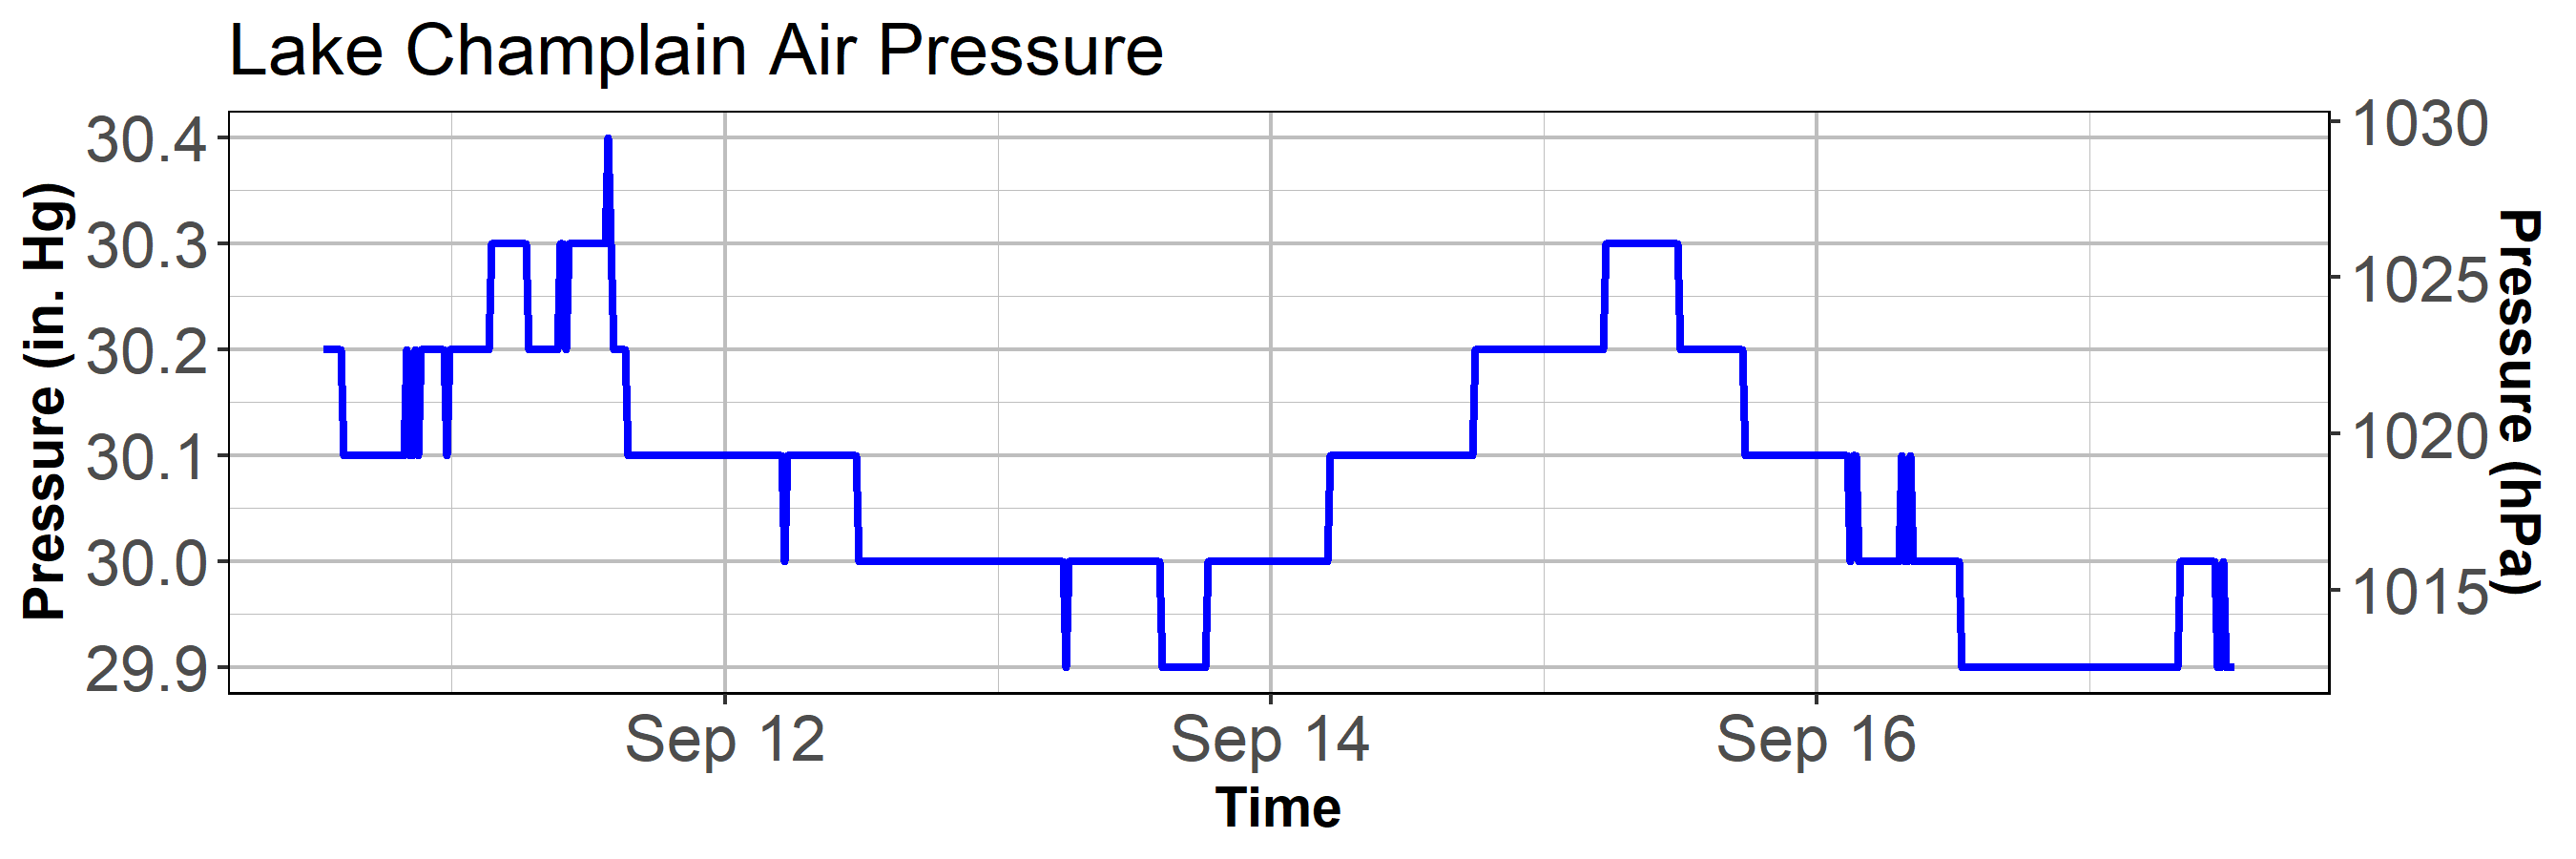 Lake Champlain Air Pressure
30.4
30.3
30.2
30.1
30.0
29.9
Pressure (in. Hg)
1030
1025
1020
1015
Pressure (hPa)
Sep 12
Sep 14
Sep 16
Time